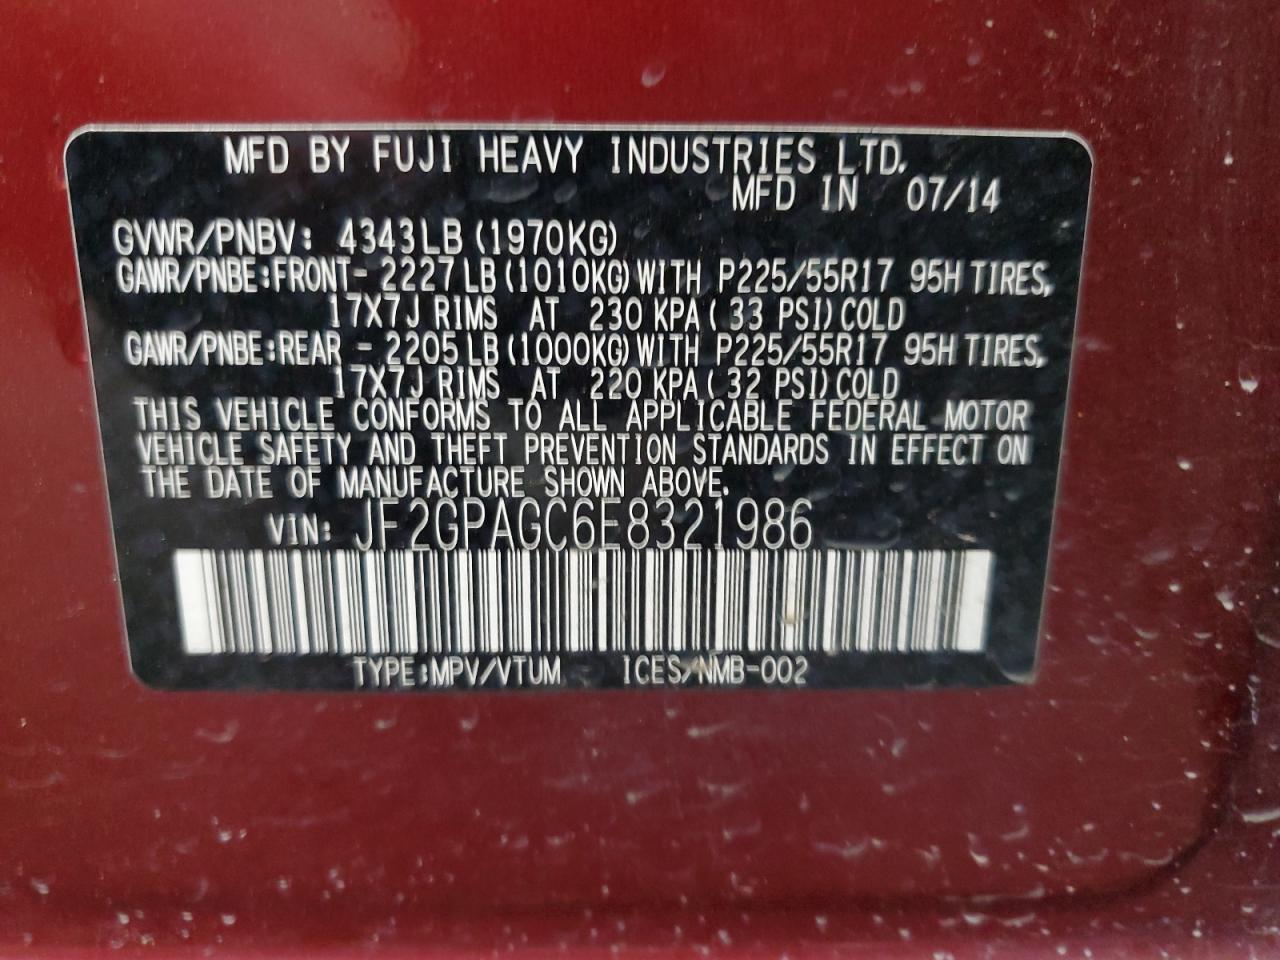 MFD BY FUJI HEAVY INDUSTRIES LTD.
MFD IN 07/14
GVWR/PNBV: 4343LB (1970KG)
GAWR/PNBE:FRONT- 2227LB(1010KG)WITH P225/55R17 95H TIRES,
17X7J RIMS AT 230 KPA( 33 PSI)COLD
GAWR/PNBE:REAR - 2205LB(1000KG)WITH P225/55R17 95H TIRES,
17X7J RIMS AT 220 KPA( 32 PSI)COLD
THIS VEHICLE CONFORMS TO ALL APPLICABLE FEDERAL MOTOR
VEHICLE SAFETY AND THEFT PREVENTION STANDARDS IN EFFECT ON
THE DATE OF MANUFACTURE SHOWN ABOVE.
VIN: JF2GPAGC6E8321986
TYPE:MPV/VTUM ICES/NMB-002